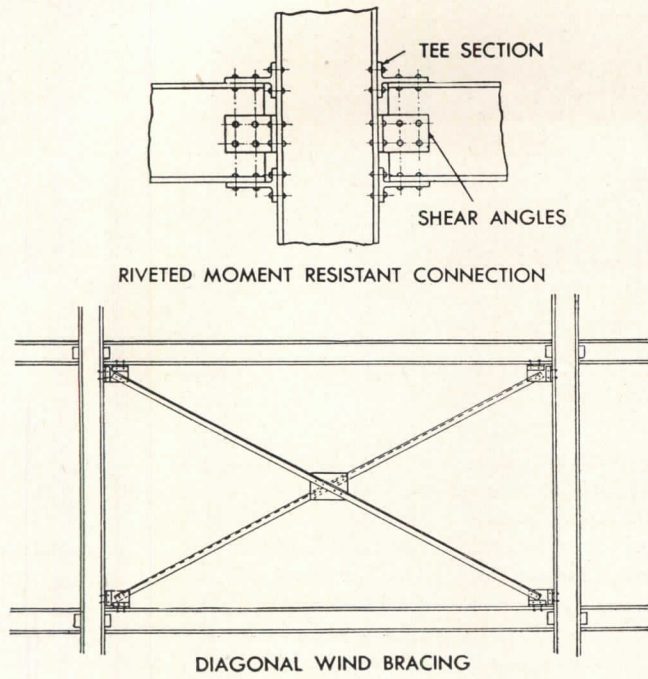 TEE SECTION
SHEAR ANGLES
RIVETED MOMENT RESISTANT CONNECTION
DIAGONAL WIND BRACING